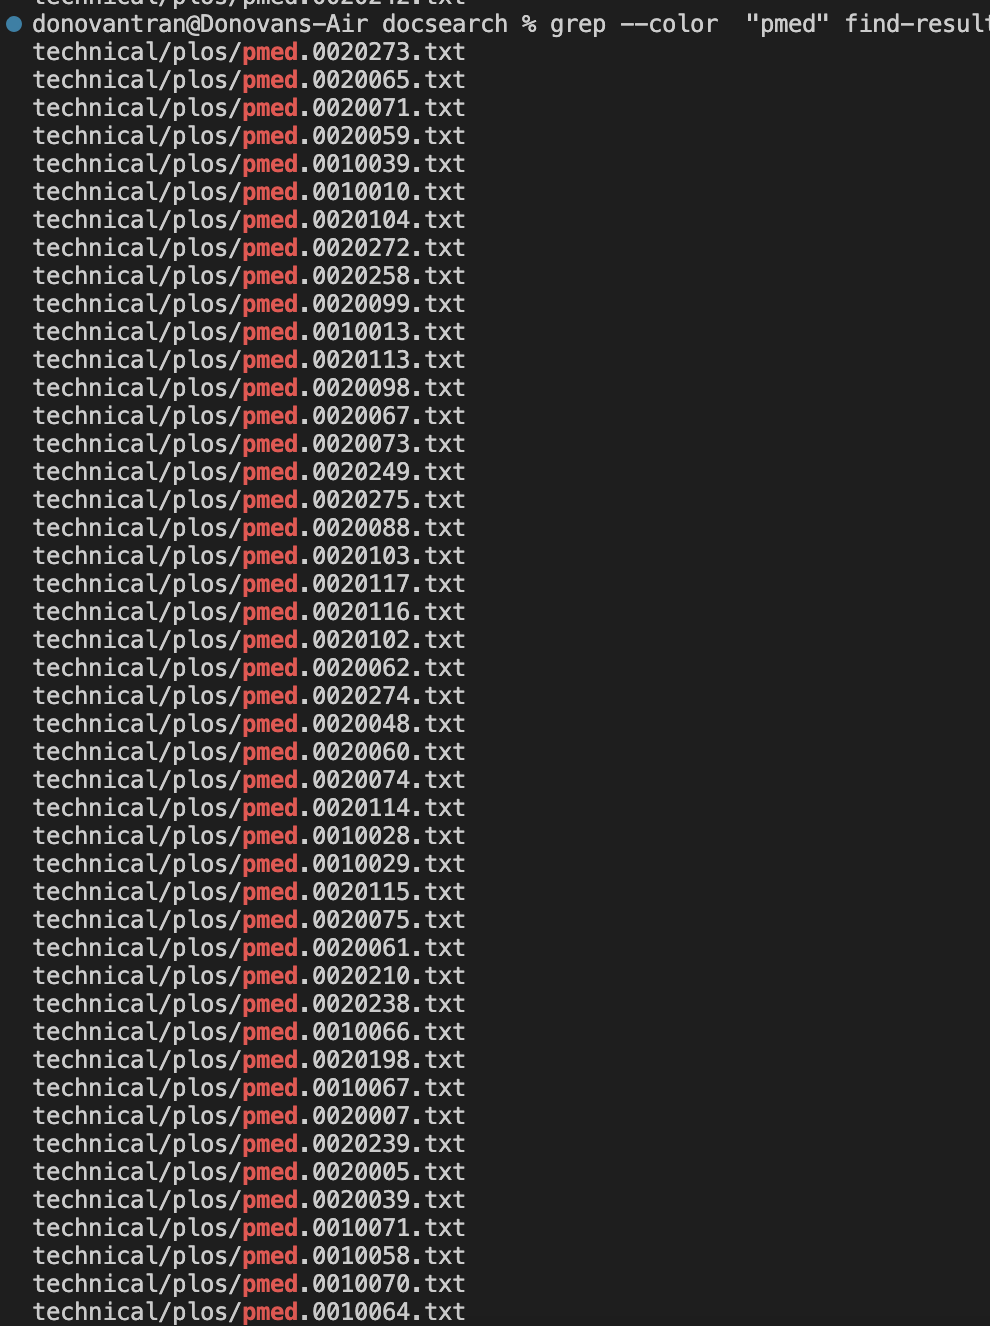 technical/plos/pmed.0020242.txt
donovantran@Donovans-Air docsearch % grep --color  "pmed" find-result
technical/plos/pmed.0020273.txt
technical/plos/pmed.0020065.txt
technical/plos/pmed.0020071.txt
technical/plos/pmed.0020059.txt
technical/plos/pmed.0010039.txt
technical/plos/pmed.0010010.txt
technical/plos/pmed.0020104.txt
technical/plos/pmed.0020272.txt
technical/plos/pmed.0020258.txt
technical/plos/pmed.0020099.txt
technical/plos/pmed.0010013.txt
technical/plos/pmed.0020113.txt
technical/plos/pmed.0020098.txt
technical/plos/pmed.0020067.txt
technical/plos/pmed.0020073.txt
technical/plos/pmed.0020249.txt
technical/plos/pmed.0020275.txt
technical/plos/pmed.0020088.txt
technical/plos/pmed.0020103.txt
technical/plos/pmed.0020117.txt
technical/plos/pmed.0020116.txt
technical/plos/pmed.0020102.txt
technical/plos/pmed.0020062.txt
technical/plos/pmed.0020274.txt
technical/plos/pmed.0020048.txt
technical/plos/pmed.0020060.txt
technical/plos/pmed.0020074.txt
technical/plos/pmed.0020114.txt
technical/plos/pmed.0010028.txt
technical/plos/pmed.0010029.txt
technical/plos/pmed.0020115.txt
technical/plos/pmed.0020075.txt
technical/plos/pmed.0020061.txt
technical/plos/pmed.0020210.txt
technical/plos/pmed.0020238.txt
technical/plos/pmed.0010066.txt
technical/plos/pmed.0020198.txt
technical/plos/pmed.0010067.txt
technical/plos/pmed.0020007.txt
technical/plos/pmed.0020239.txt
technical/plos/pmed.0020005.txt
technical/plos/pmed.0020039.txt
technical/plos/pmed.0010071.txt
technical/plos/pmed.0010058.txt
technical/plos/pmed.0010070.txt
technical/plos/pmed.0010064.txt